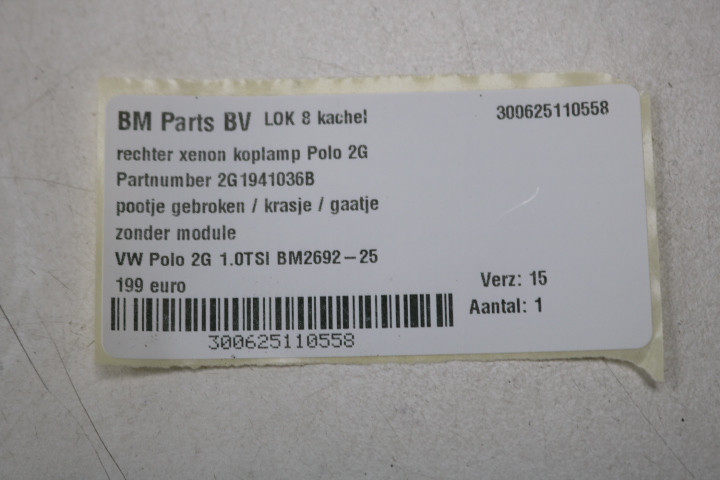 BM Parts BV LOK 8 kachel 300625110558
rechter xenon koplamp Polo 2G
Partnumber 2G1941036B
pootje gebroken / krasje / gaatje
zonder module
VW Polo 2G 1.0TSI BM2692-25
199 euro Verz: 15
Aantal: 1
300625110558